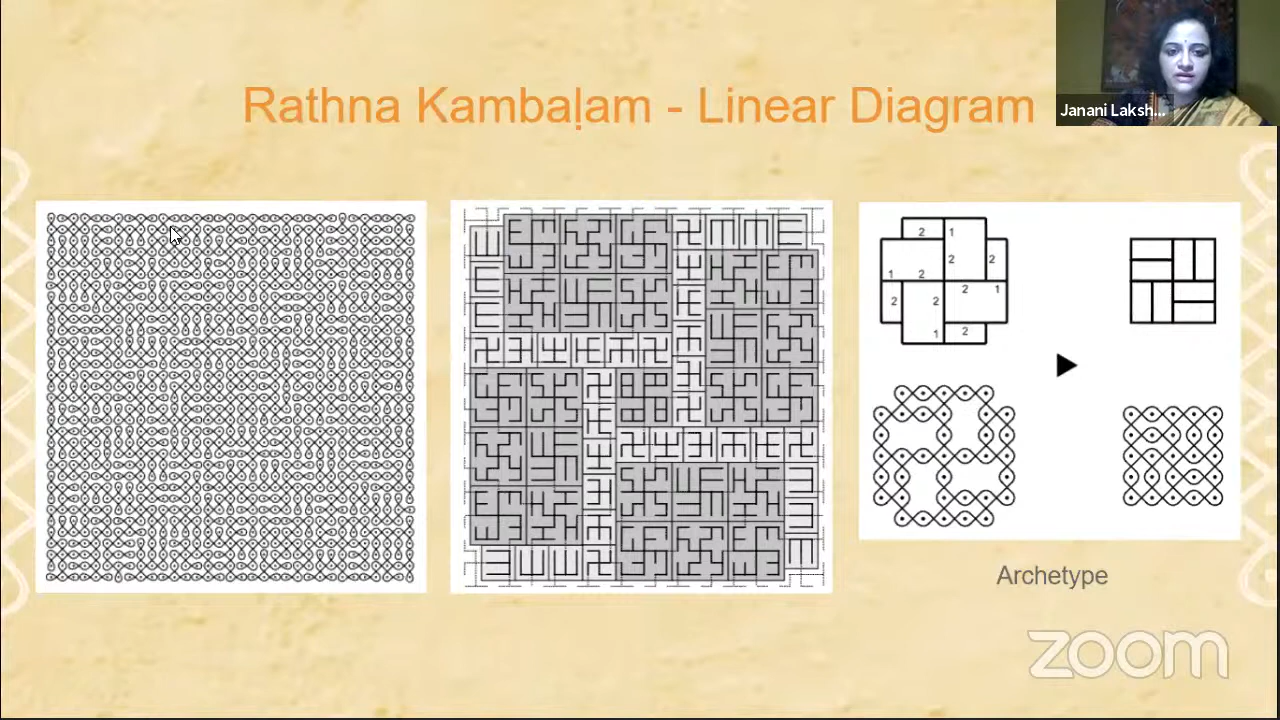 Rathna Kambaḷam - Linear Diagram
Janani Laksh...
2 1
2 2
1 2
2 1
2 2
1 2
Archetype
zoom